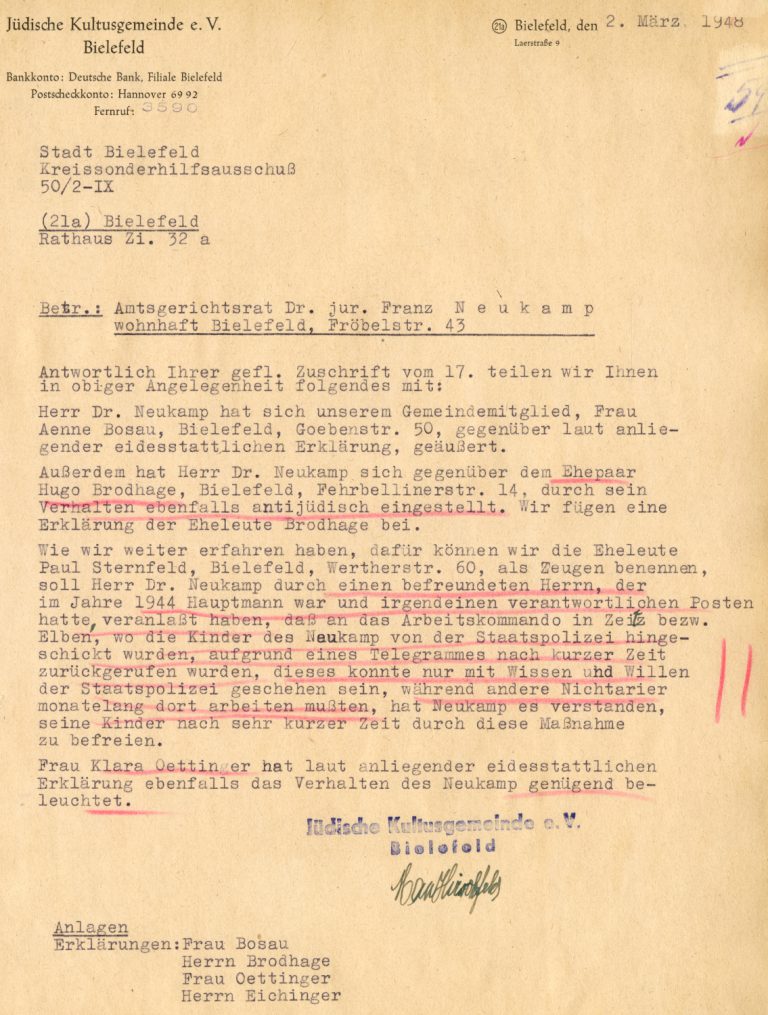 Jüdische Kultusgemeinde e. V.
Bielefeld
Bankkonto: Deutsche Bank, Filiale Bielefeld
Postscheckkonto: Hannover 69 92
Fernruf: 3590
(21a) Bielefeld, den 2. März 1948
Laerstraße 9
Stadt Bielefeld
Kreissonderhilfsausschuß
50/2-IX
(21a) Bielefeld
Rathaus Zi. 32 a
Betr.: Amtsgerichtsrat Dr. jur. Franz N e u k a m p
wohnhaft Bielefeld, Fröbelstr. 43
Antwortlich Ihrer gefl. Zuschrift vom 17. teilen wir Ihnen
in obiger Angelegenheit folgendes mit:
Herr Dr. Neukamp hat sich unserem Gemeindemitglied, Frau
Aenne Bosau, Bielefeld, Goebenstr. 50, gegenüber laut anlie-
gender eidesstattlichen Erklärung, geäußert.
Außerdem hat Herr Dr. Neukamp sich gegenüber dem Ehepaar
Hugo Brodhage, Bielefeld, Fehrbellinerstr. 14, durch sein
Verhalten ebenfalls antijüdisch eingestellt. Wir fügen eine
Erklärung der Eheleute Brodhage bei.
Wie wir weiter erfahren haben, dafür können wir die Eheleute
Paul Sternfeld, Bielefeld, Wertherstr. 60, als Zeugen benennen,
soll Herr Dr. Neukamp durch einen befreundeten Herrn, der
im Jahre 1944 Hauptmann war und irgendeinen verantwortlichen Posten
hatte, veranlaßt haben, daß an das Arbeitskommando in Zeitz bezw.
Elben, wo die Kinder des Neukamp von der Staatspolizei hinge-
schickt wurden, aufgrund eines Telegrammes nach kurzer Zeit
zurückgerufen wurden, dieses konnte nur mit Wissen und Willen
der Staatspolizei geschehen sein, während andere Nichtarier
monatelang dort arbeiten mußten, hat Neukamp es verstanden,
seine Kinder nach sehr kurzer Zeit durch diese Maßnahme
zu befreien.
Frau Klara Oettinger hat laut anliegender eidesstattlichen
Erklärung ebenfalls das Verhalten des Neukamp genügend be-
leuchtet.
Jüdische Kultusgemeinde e. V.
Bielefeld
Anlagen
Erklärungen: Frau Bosau
Herrn Brodhage
Frau Oettinger
Herrn Eichinger